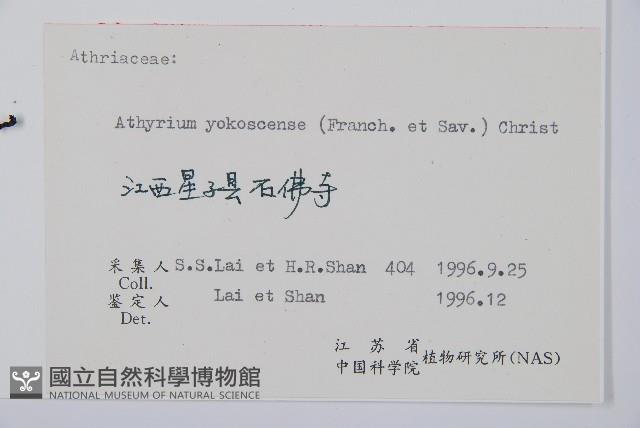 Athriaceae:
Athyrium yokoscense (Franch. et Sav.) Christ
江西星子县石佛寺
采集人 S.S.Lai et H.R.Shan 404 1996.9.25
Coll.
鉴定人 Lai et Shan 1996.12
Det.
江苏省
中国科学院植物研究所(NAS)
國立自然科學博物館
NATIONAL MUSEUM OF NATURAL SCIENCE